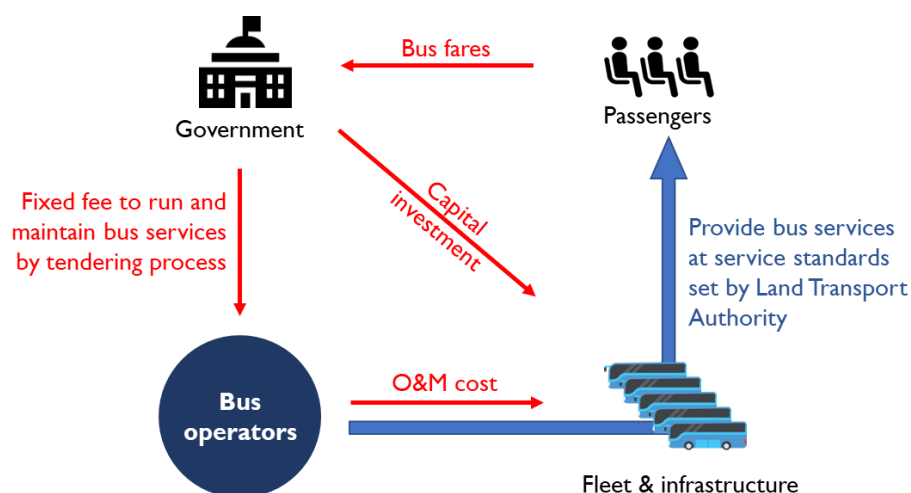 Bus fares
Government
Passengers
Capital
investment
Fixed fee to run and
maintain bus services
by tendering process
Provide bus services
at service standards
set by Land Transport
Authority
Bus
operators
O&M cost
Fleet & infrastructure